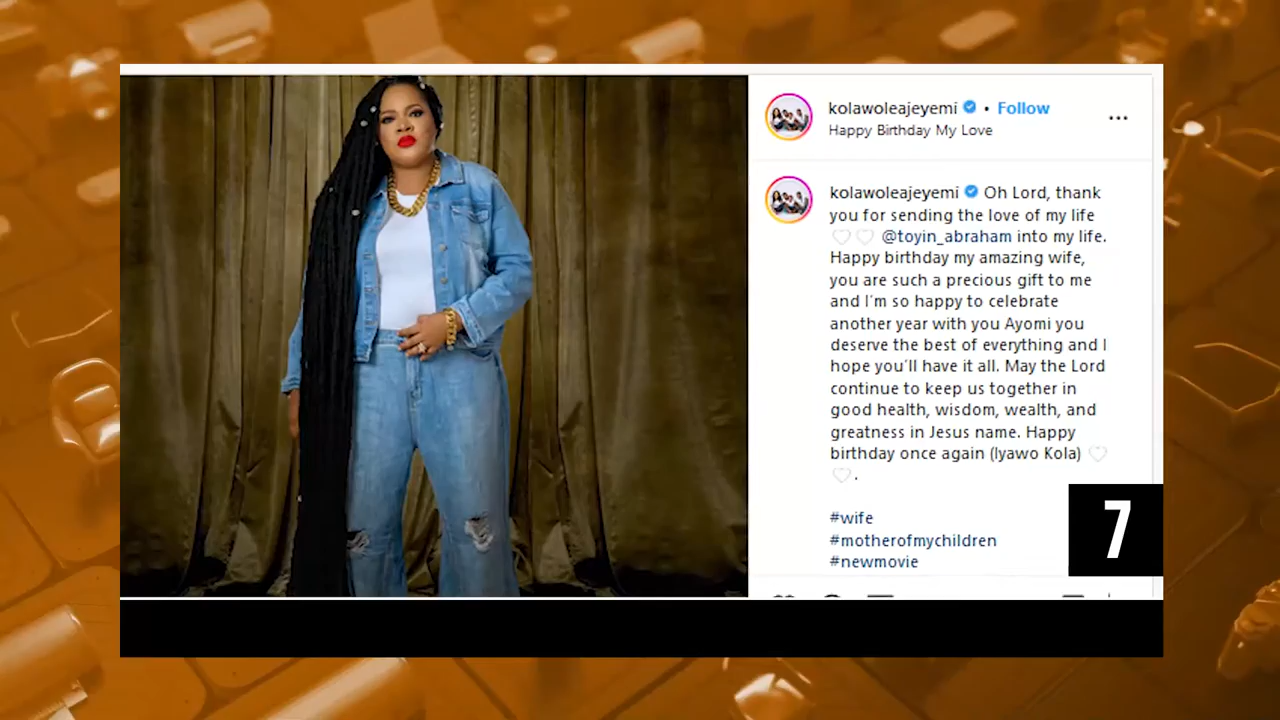 kolawoleajeyemi • Follow
Happy Birthday My Love
kolawoleajeyemi Oh Lord, thank
you for sending the love of my life
🤍🤍 @toyin_abraham into my life.
Happy birthday my amazing wife,
you are such a precious gift to me
and I'm so happy to celebrate
another year with you Ayomi you
deserve the best of everything and I
hope you'll have it all. May the Lord
continue to keep us together in
good health, wisdom, wealth, and
greatness in Jesus name. Happy
birthday once again (Iyawo Kola) 🤍
🤍.
#wife
#motherofmychildren
#newmovie
7